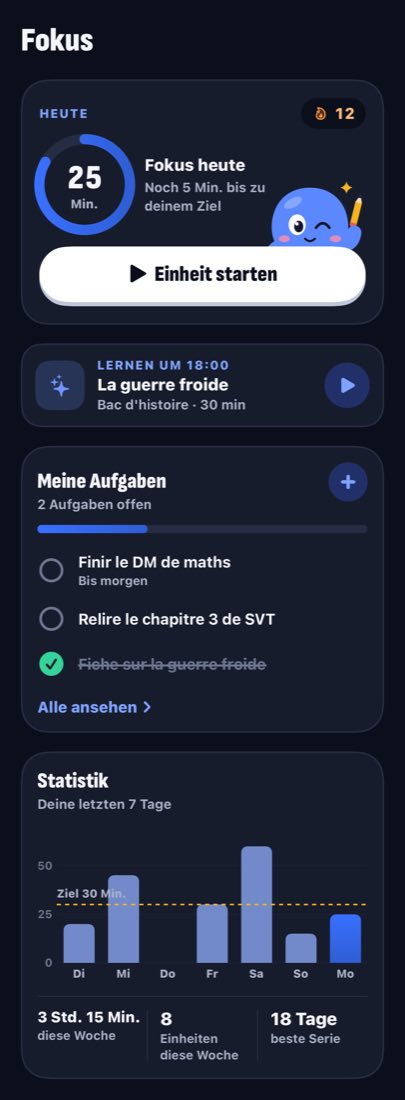 Fokus
HEUTE
12
25
Min.
Fokus heute
Noch 5 Min. bis zu
deinem Ziel
Einheit starten
LERNEN UM 18:00
La guerre froide
Bac d'histoire · 30 min
Meine Aufgaben
2 Aufgaben offen
Finir le DM de maths
Bis morgen
Relire le chapitre 3 de SVT
Fiche sur la guerre froide
Alle ansehen
Statistik
Deine letzten 7 Tage
50
Ziel 30 Min.
25
0
Di Mi Do Fr Sa So Mo
3 Std. 15 Min.
diese Woche
8
Einheiten
diese Woche
18 Tage
beste Serie